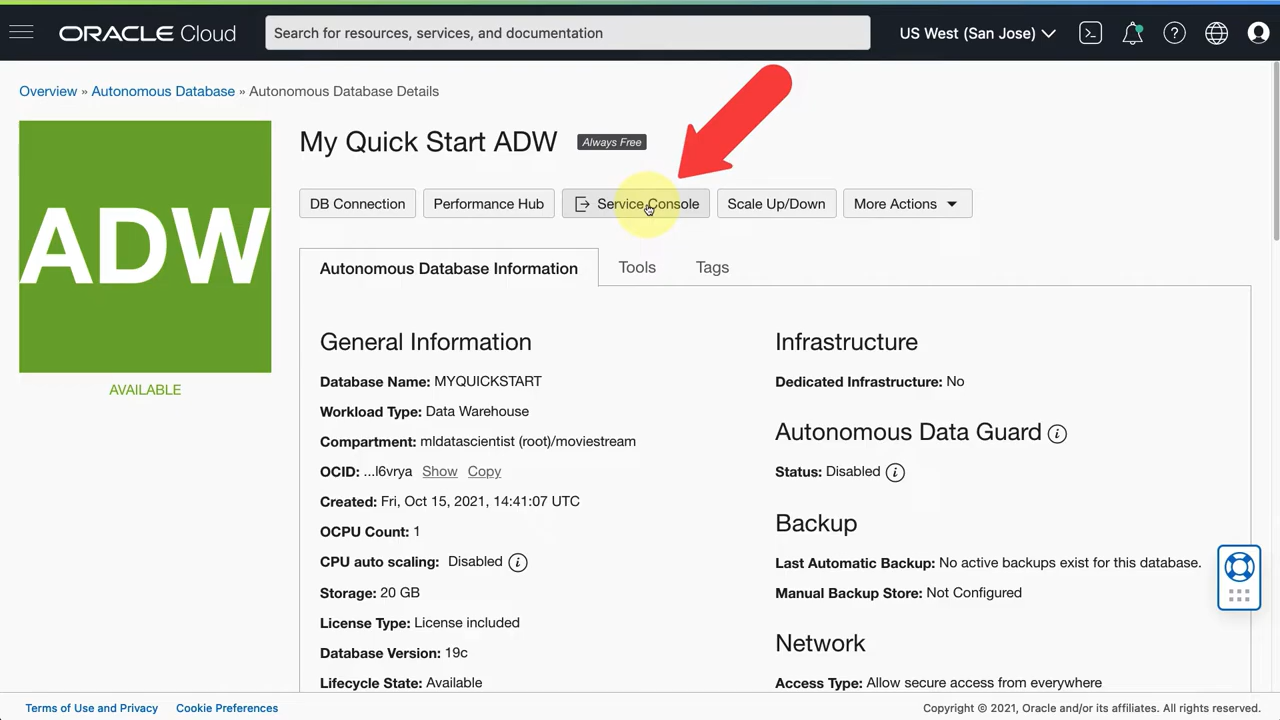 ORACLE Cloud
Search for resources, services, and documentation
US West (San Jose)
Overview » Autonomous Database » Autonomous Database Details
ADW
AVAILABLE
My Quick Start ADW
Always Free
DB Connection
Performance Hub
Service Console
Scale Up/Down
More Actions
Autonomous Database Information
Tools
Tags
General Information
Database Name: MYQUICKSTART
Workload Type: Data Warehouse
Compartment: mldatascientist (root)/moviestream
OCID: ...l6vrya Show Copy
Created: Fri, Oct 15, 2021, 14:41:07 UTC
OCPU Count: 1
CPU auto scaling: Disabled
Storage: 20 GB
License Type: License included
Database Version: 19c
Lifecycle State: Available
Infrastructure
Dedicated Infrastructure: No
Autonomous Data Guard
Status: Disabled
Backup
Last Automatic Backup: No active backups exist for this database.
Manual Backup Store: Not Configured
Network
Access Type: Allow secure access from everywhere
Terms of Use and Privacy
Cookie Preferences
Copyright © 2021, Oracle and/or its affiliates. All rights reserved.